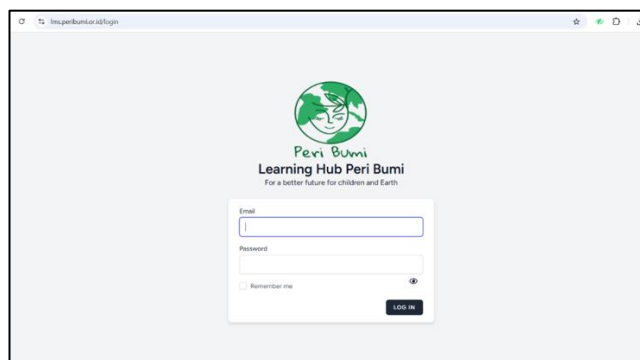 lms.peribumi.or.id/login
Peri Bumi
Learning Hub Peri Bumi
For a better future for children and Earth
Email
Password
Remember me
LOG IN